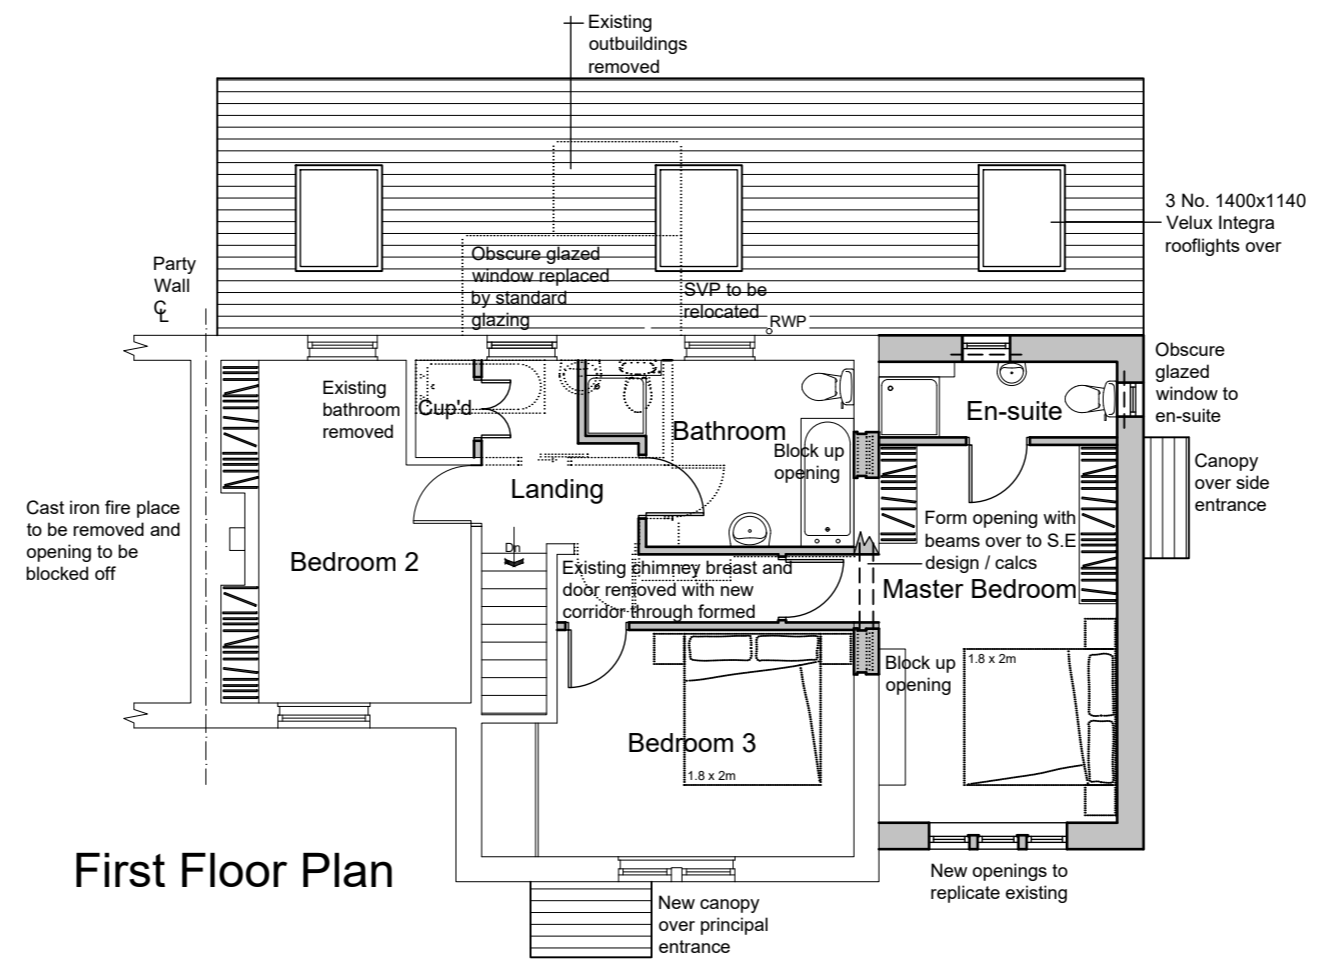 Existing
outbuildings
removed
3 No. 1400x1140
Velux Integra
rooflights over
Party
Wall
CL
Obscure glazed
window replaced
by standard
glazing
SVP to be
relocated
RWP
Obscure
glazed
window to
en-suite
Existing
bathroom
removed
Cup'd
Bathroom
En-suite
Block up
opening
Canopy
over side
entrance
Landing
Cast iron fire place
to be removed and
opening to be
blocked off
Form opening with
beams over to S.E
design / calcs
Dn
Bedroom 2
Existing chimney breast and
door removed with new
corridor through formed
Master Bedroom
Block up
opening
1.8 x 2m
Bedroom 3
1.8 x 2m
First Floor Plan
New openings to
replicate existing
New canopy
over principal
entrance